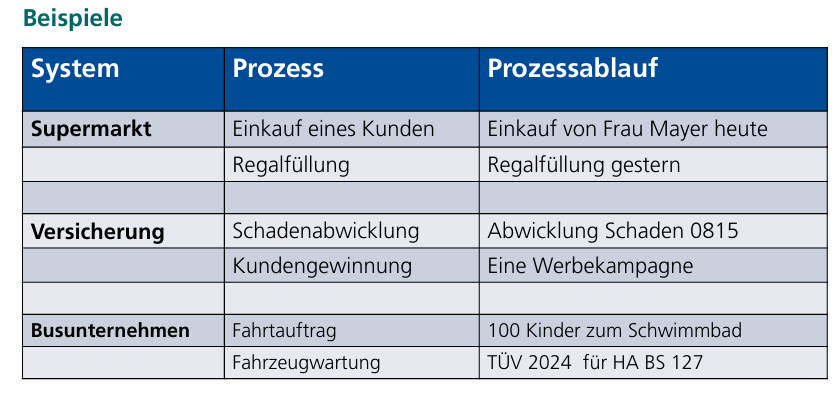 Beispiele
System Prozess Prozessablauf
Supermarkt Einkauf eines Kunden Einkauf von Frau Mayer heute
Regalfüllung Regalfüllung gestern
Versicherung Schadenabwicklung Abwicklung Schaden 0815
Kundengewinnung Eine Werbekampagne
Busunternehmen Fahrtauftrag 100 Kinder zum Schwimmbad
Fahrzeugwartung TÜV 2024 für HA BS 127